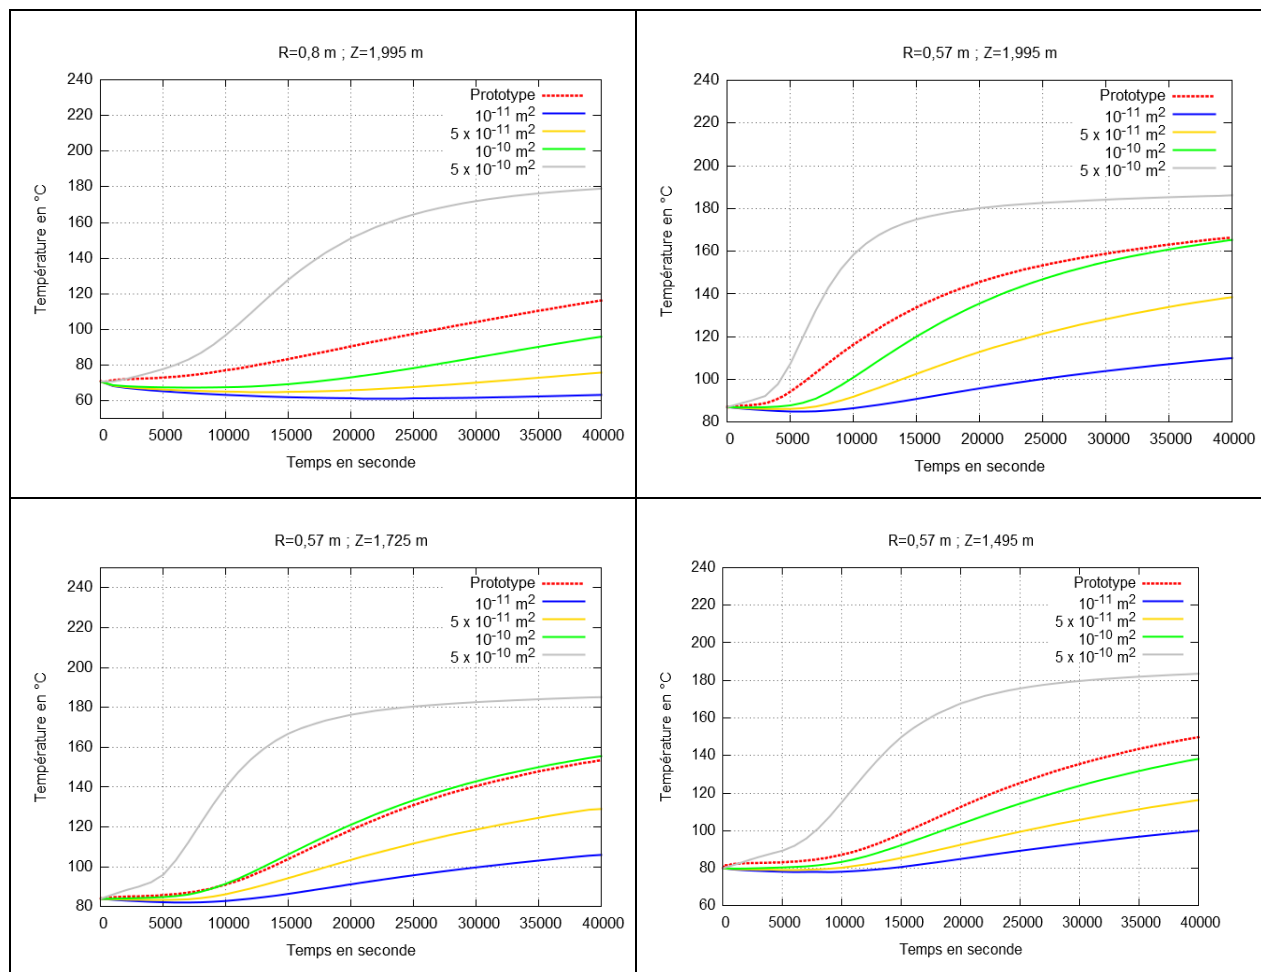 R=0,8 m ; Z=1,995 m
240
220
200
180
160
140
120
100
80
60
Température en °C
Prototype
10-11 m2
5 x 10-11 m2
10-10 m2
5 x 10-10 m2
0 5000 10000 15000 20000 25000 30000 35000 40000
Temps en seconde
R=0,57 m ; Z=1,995 m
240
220
200
180
160
140
120
100
80
Température en °C
Prototype
10-11 m2
5 x 10-11 m2
10-10 m2
5 x 10-10 m2
0 5000 10000 15000 20000 25000 30000 35000 40000
Temps en seconde
R=0,57 m ; Z=1,725 m
240
220
200
180
160
140
120
100
80
Température en °C
Prototype
10-11 m2
5 x 10-11 m2
10-10 m2
5 x 10-10 m2
0 5000 10000 15000 20000 25000 30000 35000 40000
Temps en seconde
R=0,57 m ; Z=1,495 m
240
220
200
180
160
140
120
100
80
60
Température en °C
Prototype
10-11 m2
5 x 10-11 m2
10-10 m2
5 x 10-10 m2
0 5000 10000 15000 20000 25000 30000 35000 40000
Temps en seconde